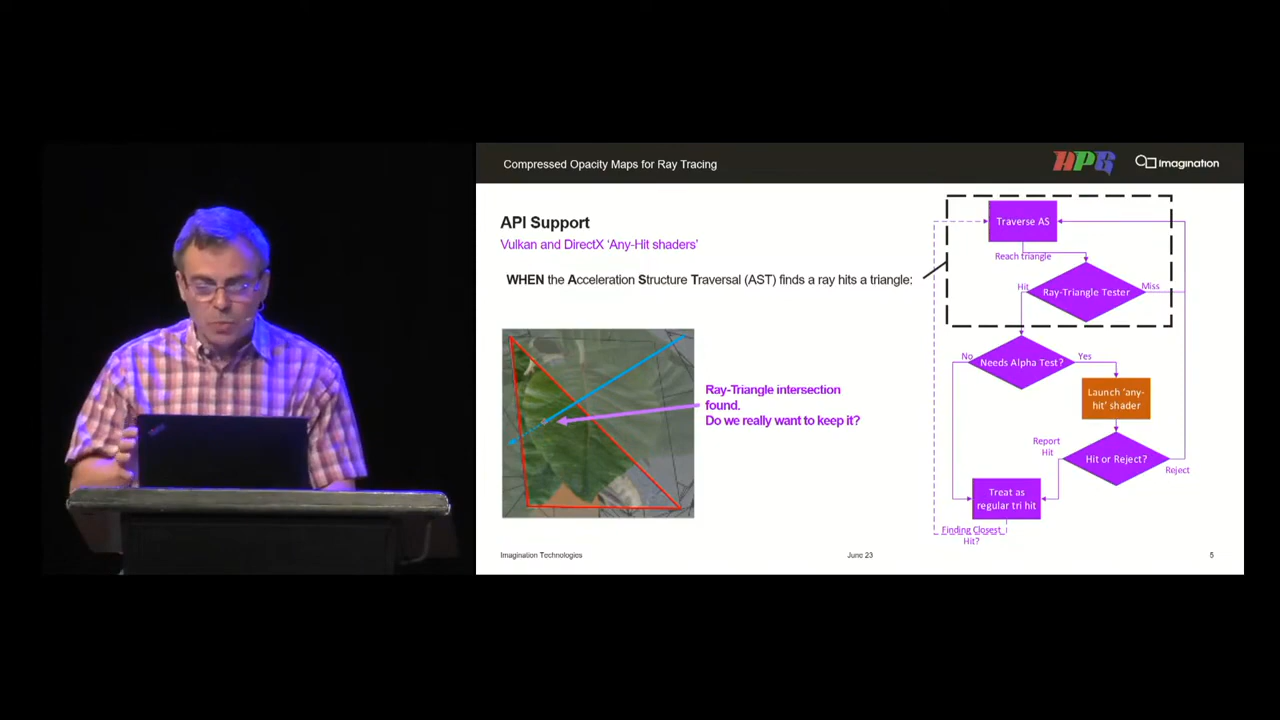 Compressed Opacity Maps for Ray Tracing
HPG
Imagination
API Support
Vulkan and DirectX ‘Any-Hit shaders’
WHEN the Acceleration Structure Traversal (AST) finds a ray hits a triangle:
Ray-Triangle intersection
found.
Do we really want to keep it?
Traverse AS
Reach triangle
Hit
Ray-Triangle Tester
Miss
No
Needs Alpha Test?
Yes
Launch ‘any-
hit’ shader
Report
Hit
Hit or Reject?
Reject
Treat as
regular tri hit
Finding Closest
Hit?
Imagination Technologies
June 23
5